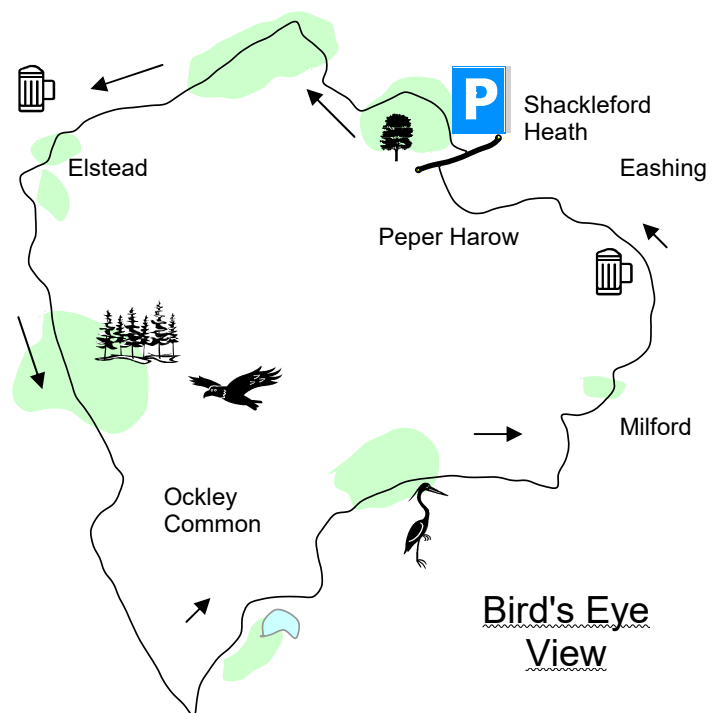 P
Shackleford
Heath
Eashing
Elstead
Peper Harow
Milford
Ockley
Common
Bird's Eye
View